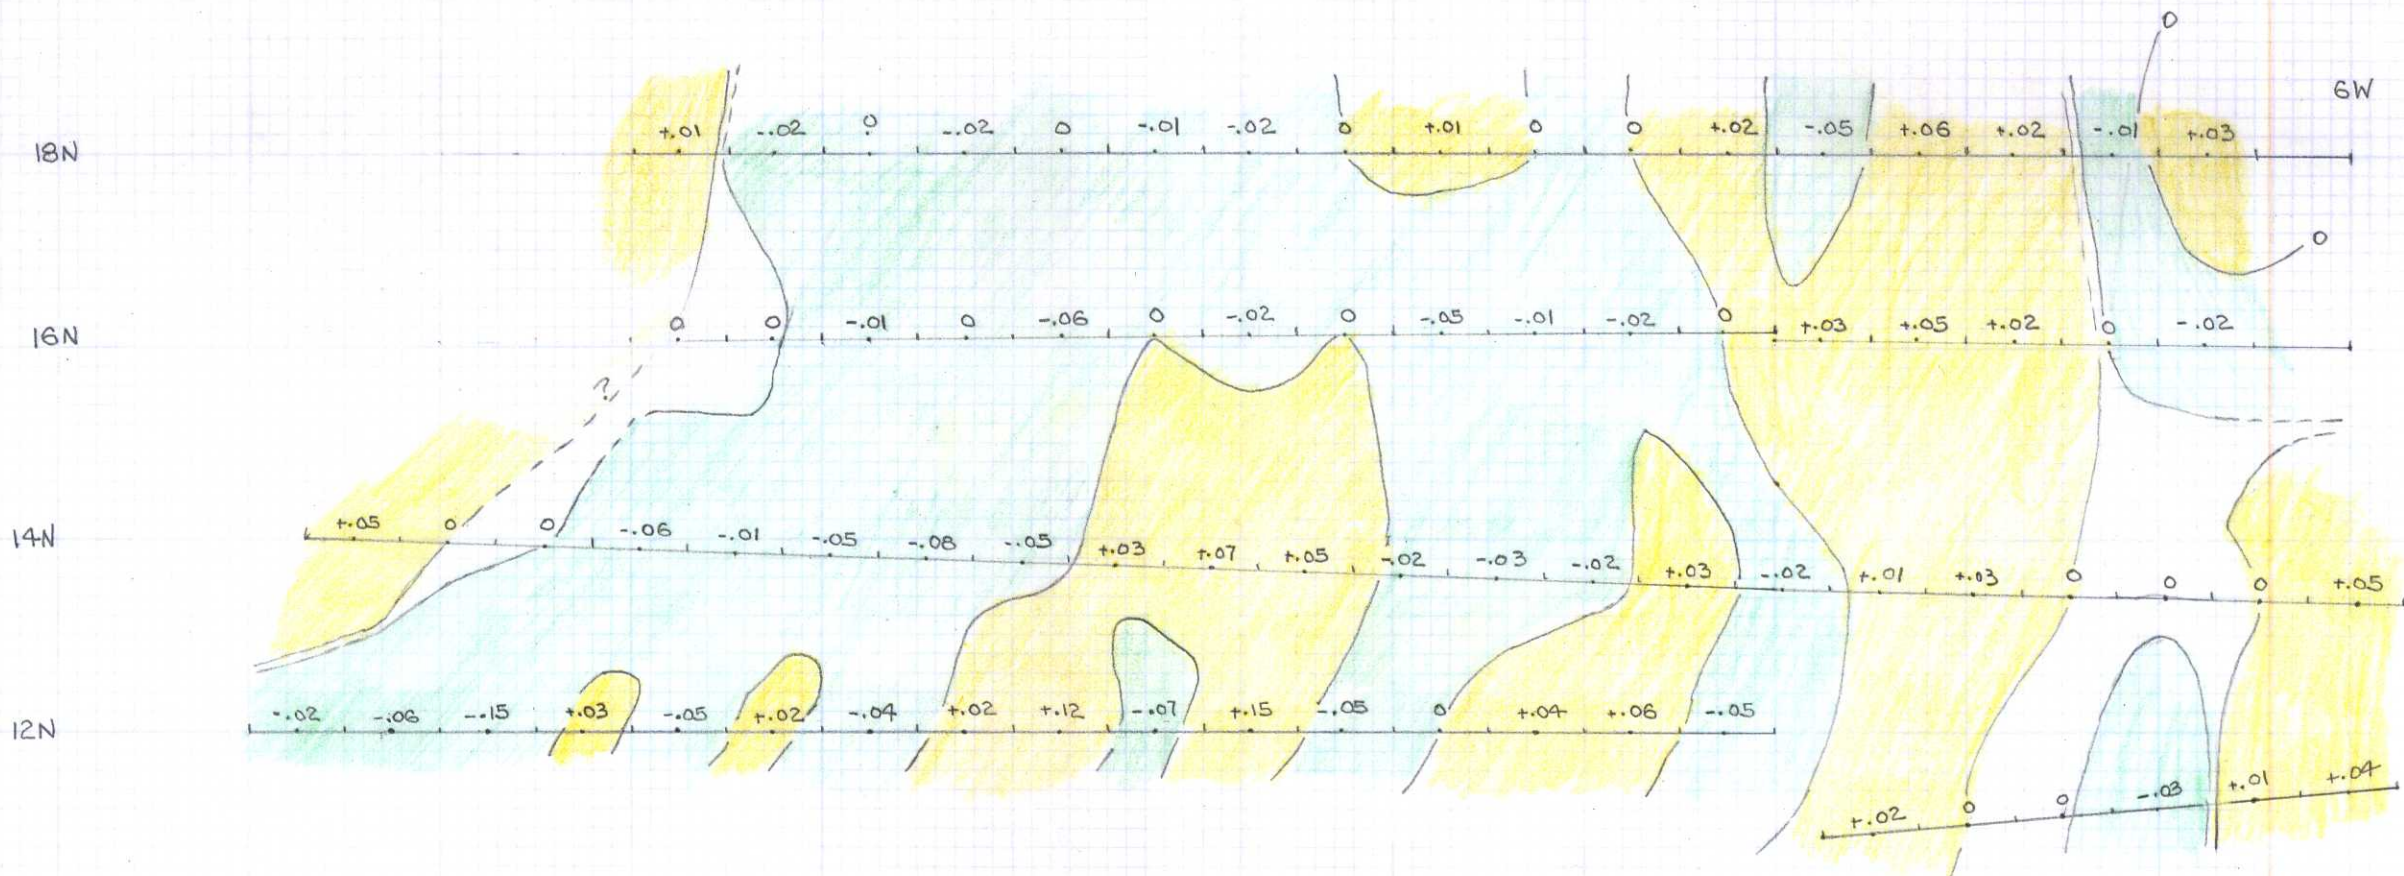 0
6W
18N +.01 -.02 0 -.02 0 -.01 -.02 0 +.01 0 0 +.02 -.05 +.06 +.02 -.01 +.03
0
16N 0 0 -.01 0 -.06 0 -.02 0 -.05 -.01 -.02 0 +.03 +.05 +.02 0 -.02
?
14N +.05 0 0 -.06 -.01 -.05 -.08 -.05 +.03 +.07 +.05 -.02 -.03 -.02 +.03 -.02 +.01 +.03 0 0 0 +.05
12N -.02 -.06 -.15 +.03 -.05 +.02 -.04 +.02 +.12 -.07 +.15 -.05 0 +.04 +.06 -.05
+.02 0 0 -.03 +.01 +.04